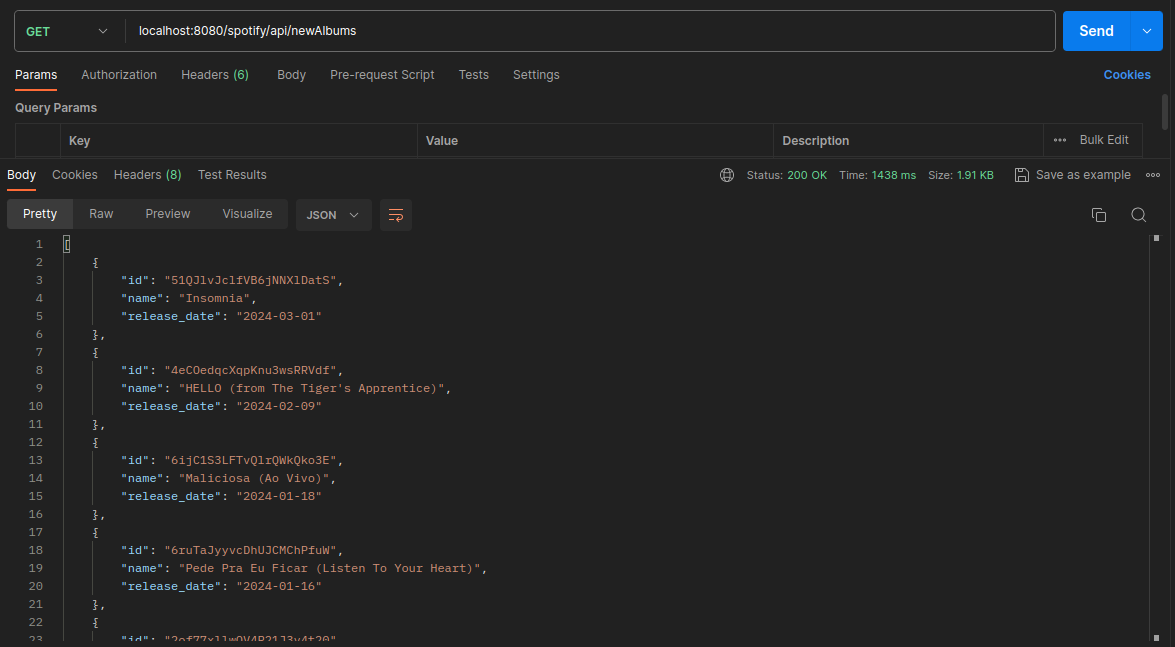 GET localhost:8080/spotify/api/newAlbums Send
Params Authorization Headers (6) Body Pre-request Script Tests Settings Cookies
Query Params
Key Value Description Bulk Edit
Body Cookies Headers (8) Test Results Status: 200 OK Time: 1438 ms Size: 1.91 KB Save as example
Pretty Raw Preview Visualize JSON
1 [
2 {
3 "id": "51QJlvJclfVB6jNNXlDatS",
4 "name": "Insomnia",
5 "release_date": "2024-03-01"
6 },
7 {
8 "id": "4eCOedqcXqpKnu3wsRRVdf",
9 "name": "HELLO (from The Tiger's Apprentice)",
10 "release_date": "2024-02-09"
11 },
12 {
13 "id": "6ijC1S3LFTvQlrQWkQko3E",
14 "name": "Maliciosa (Ao Vivo)",
15 "release_date": "2024-01-18"
16 },
17 {
18 "id": "6ruTaJyyvcDhUJCMChPfuW",
19 "name": "Pede Pra Eu Ficar (Listen To Your Heart)",
20 "release_date": "2024-01-16"
21 },
22 {
23 "id":